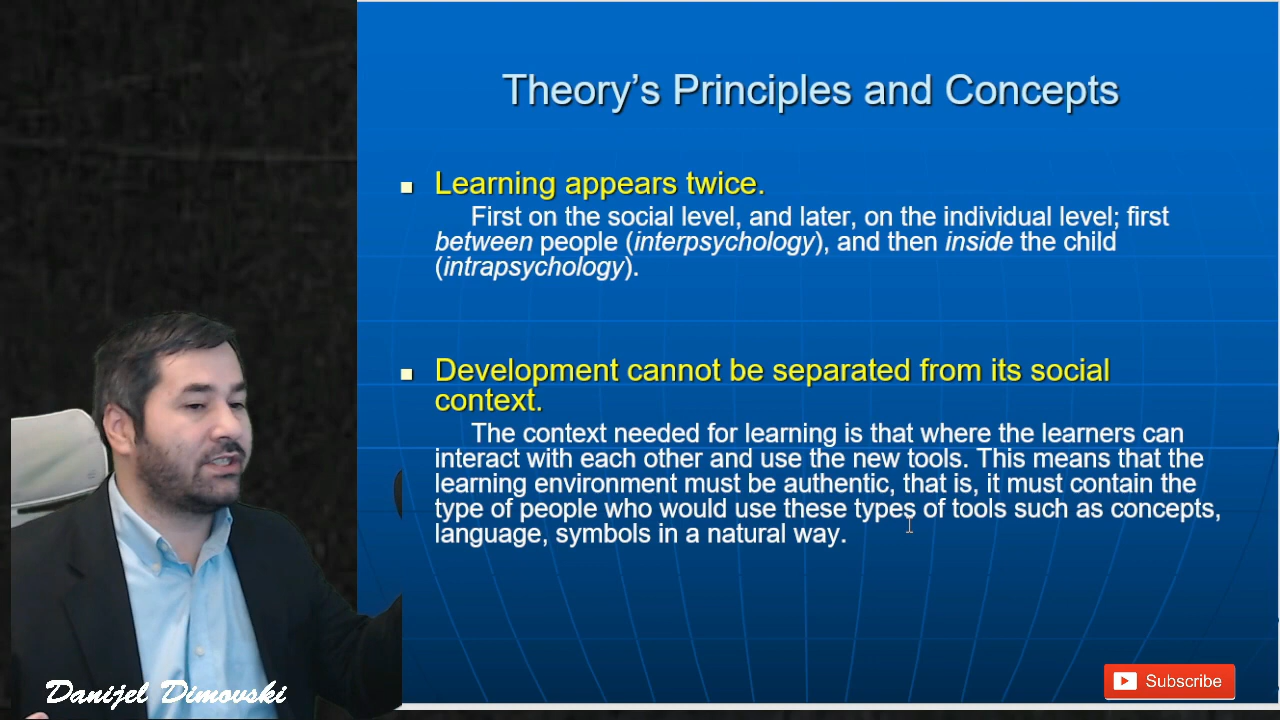 Theory's Principles and Concepts
Learning appears twice.
First on the social level, and later, on the individual level; first
between people (interpsychology), and then inside the child
(intrapsychology).
Development cannot be separated from its social
context.
The context needed for learning is that where the learners can
interact with each other and use the new tools. This means that the
learning environment must be authentic, that is, it must contain the
type of people who would use these types of tools such as concepts,
language, symbols in a natural way.
Danijel Dimovski
Subscribe